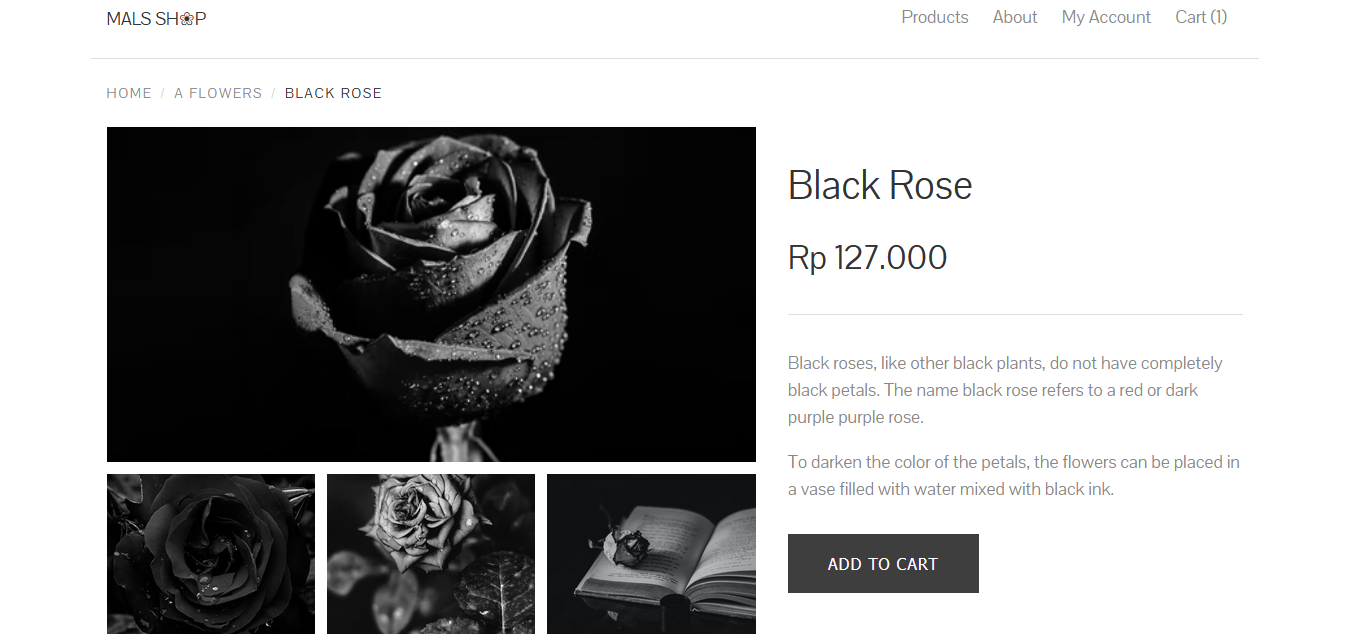 MALS SH❀P
Products About My Account Cart (1)
HOME / A FLOWERS / BLACK ROSE
Black Rose
Rp 127.000
Black roses, like other black plants, do not have completely
black petals. The name black rose refers to a red or dark
purple purple rose.
To darken the color of the petals, the flowers can be placed in
a vase filled with water mixed with black ink.
ADD TO CART